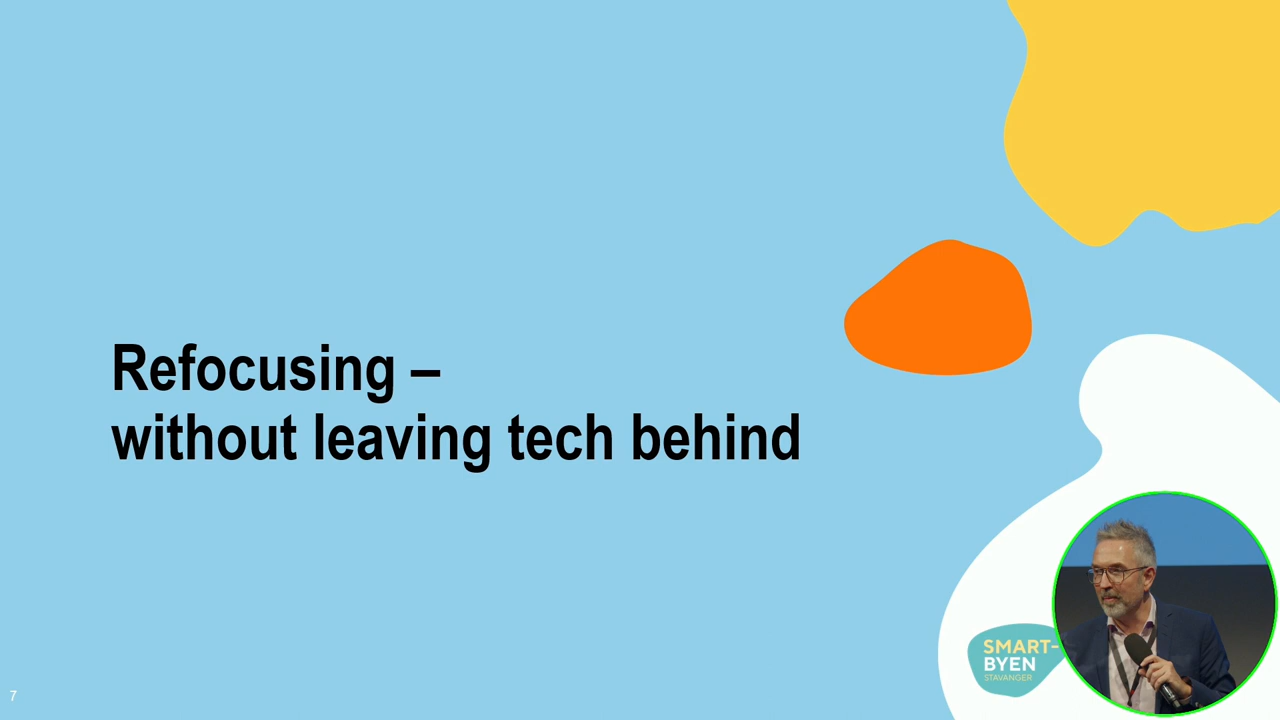 Refocusing –
without leaving tech behind
SMART-
BYEN
STAVANGER
7